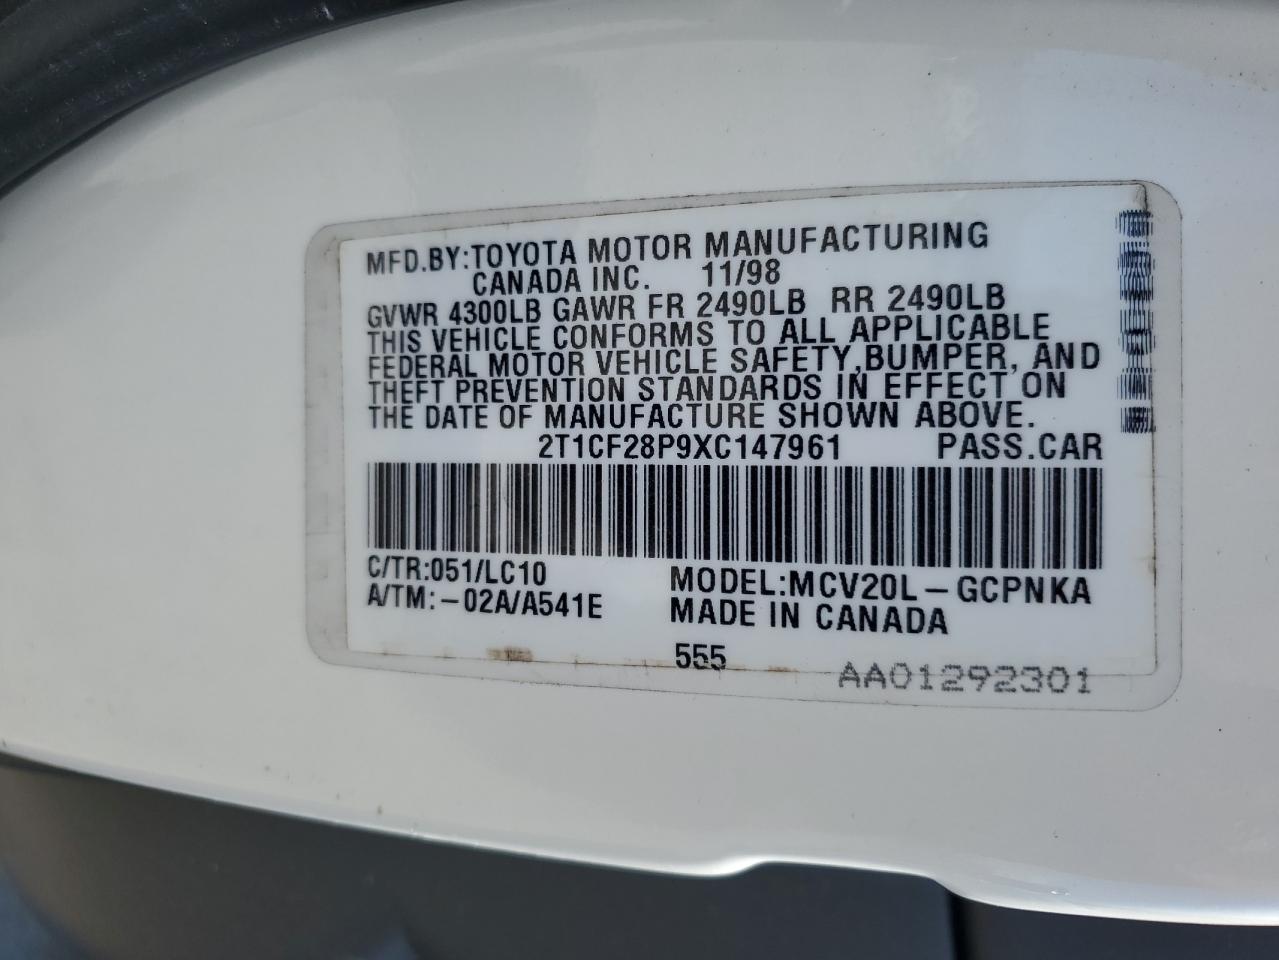 MFD.BY:TOYOTA MOTOR MANUFACTURING
CANADA INC. 11/98
GVWR 4300LB GAWR FR 2490LB RR 2490LB
THIS VEHICLE CONFORMS TO ALL APPLICABLE
FEDERAL MOTOR VEHICLE SAFETY,BUMPER, AND
THEFT PREVENTION STANDARDS IN EFFECT ON
THE DATE OF MANUFACTURE SHOWN ABOVE.
2T1CF28P9XC147961 PASS.CAR
C/TR:051/LC10 MODEL:MCV20L-GCPNKA
A/TM:-02A/A541E MADE IN CANADA
555
AA01292301